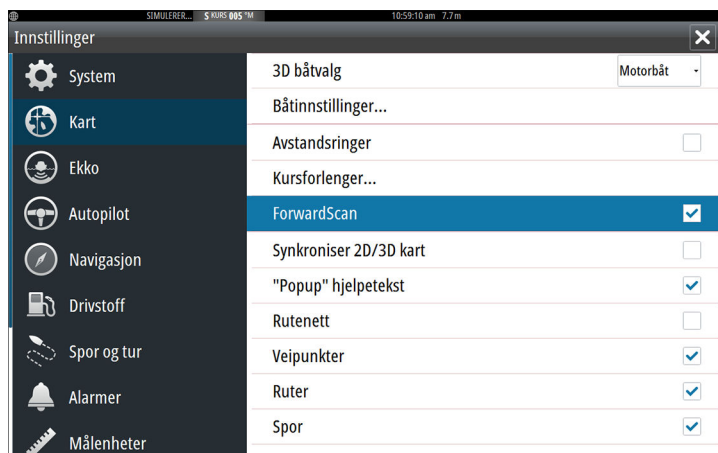 SIMULERER... S KURS 005 °M 10:59:10 am 7.7 m
Innstillinger
System
Kart
Ekko
Autopilot
Navigasjon
Drivstoff
Spor og tur
Alarmer
Målenheter
3D båtvalg Motorbåt
Båtinnstillinger...
Avstandsringer
Kursforlenger...
ForwardScan
Synkroniser 2D/3D kart
"Popup" hjelpetekst
Rutenett
Veipunkter
Ruter
Spor